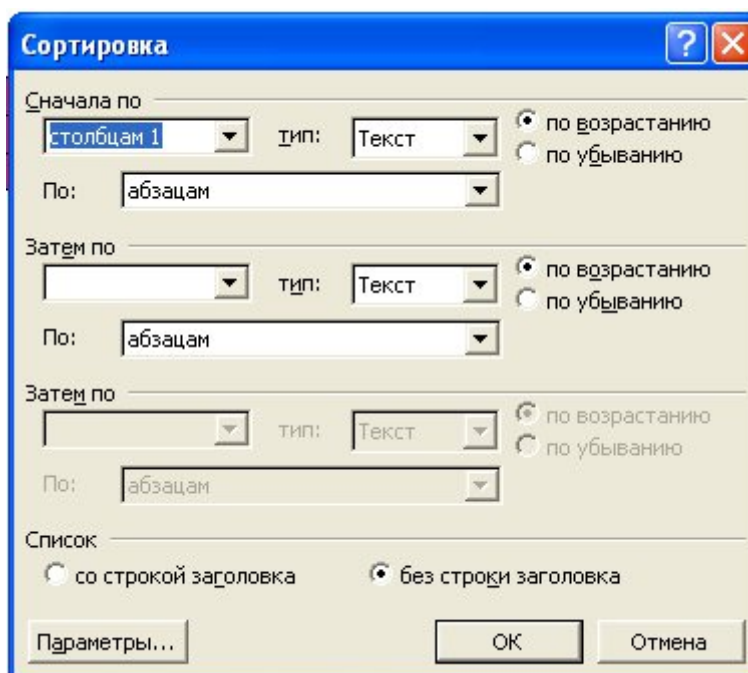 Сортировка
Сначала по
столбцам 1 тип: Текст по возрастанию
по убыванию
По: абзацам
Затем по
тип: Текст по возрастанию
по убыванию
По: абзацам
Затем по
тип: Текст по возрастанию
по убыванию
По: абзацам
Список
со строкой заголовка без строки заголовка
Параметры... ОК Отмена